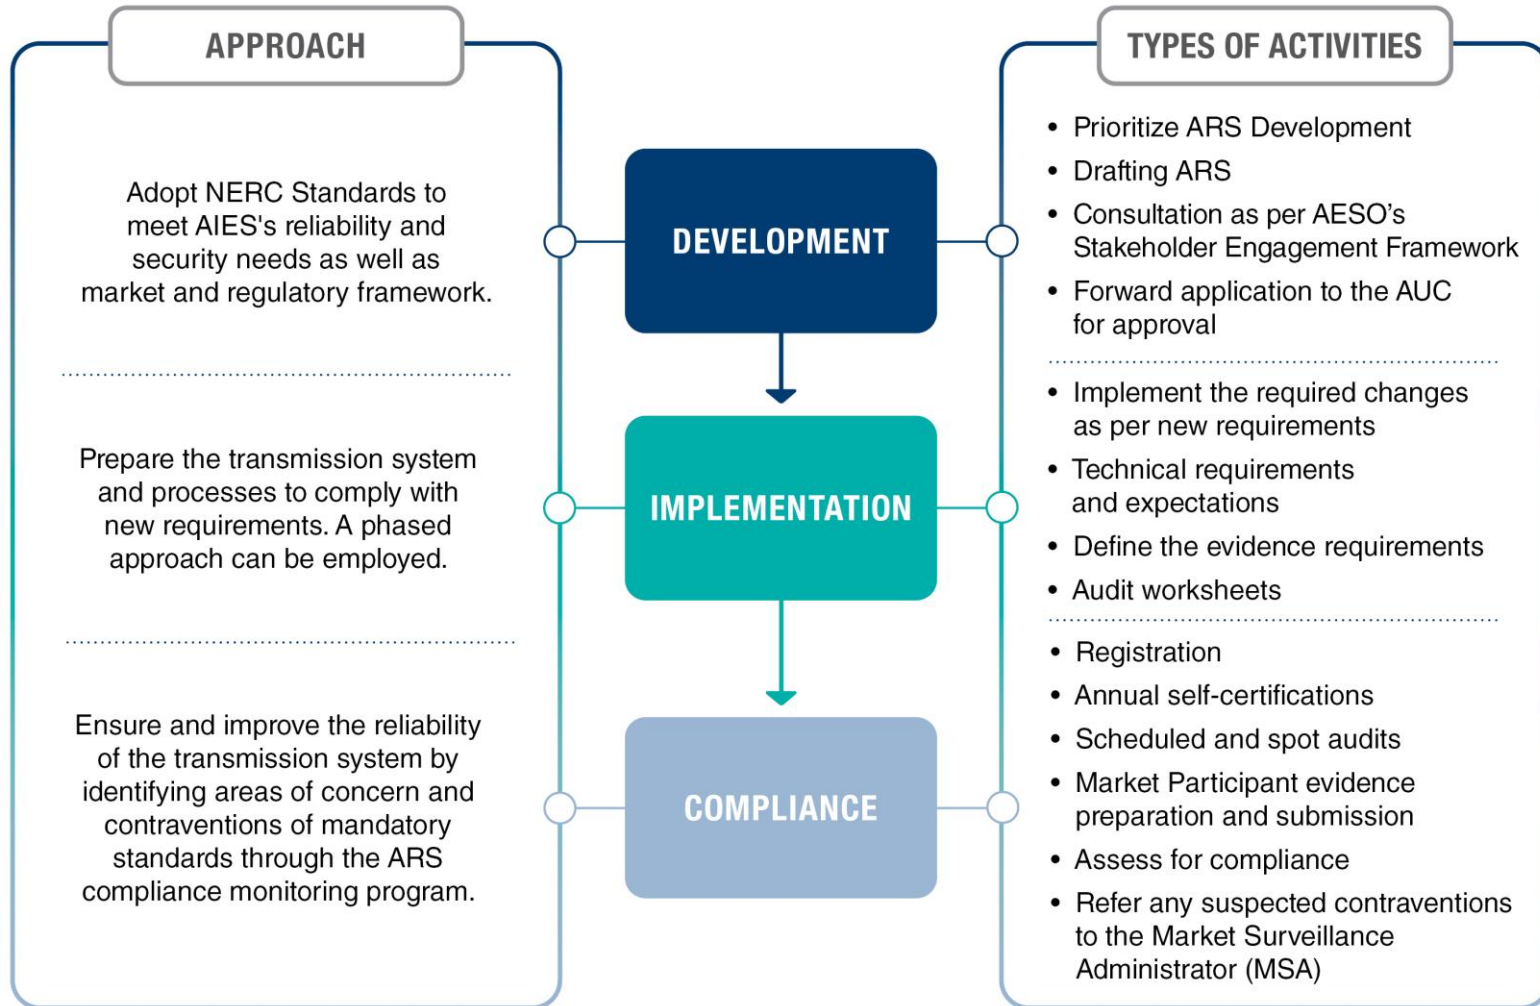 APPROACH
Adopt NERC Standards to
meet AIES's reliability and
security needs as well as
market and regulatory framework.
Prepare the transmission system
and processes to comply with
new requirements. A phased
approach can be employed.
Ensure and improve the reliability
of the transmission system by
identifying areas of concern and
contraventions of mandatory
standards through the ARS
compliance monitoring program.
DEVELOPMENT
IMPLEMENTATION
COMPLIANCE
TYPES OF ACTIVITIES
• Prioritize ARS Development
• Drafting ARS
• Consultation as per AESO’s
Stakeholder Engagement Framework
• Forward application to the AUC
for approval
• Implement the required changes
as per new requirements
• Technical requirements
and expectations
• Define the evidence requirements
• Audit worksheets
• Registration
• Annual self-certifications
• Scheduled and spot audits
• Market Participant evidence
preparation and submission
• Assess for compliance
• Refer any suspected contraventions
to the Market Surveillance
Administrator (MSA)